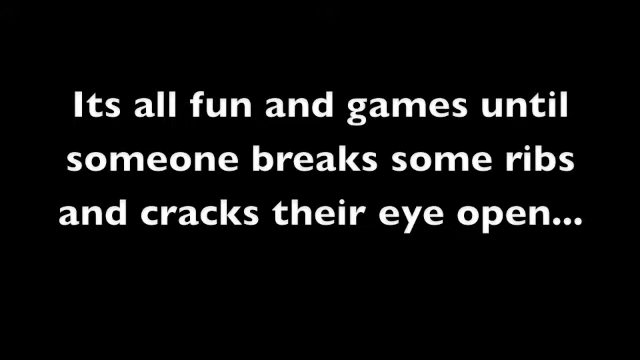 Its all fun and games until
someone breaks some ribs
and cracks their eye open...